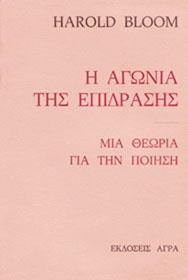 HAROLD BLOOM
Η ΑΓΩΝΙΑ
ΤΗΣ ΕΠΙΔΡΑΣΗΣ
ΜΙΑ ΘΕΩΡΙΑ
ΓΙΑ ΤΗΝ ΠΟΙΗΣΗ
ΕΚΔΟΣΕΙΣ ΑΓΡΑ